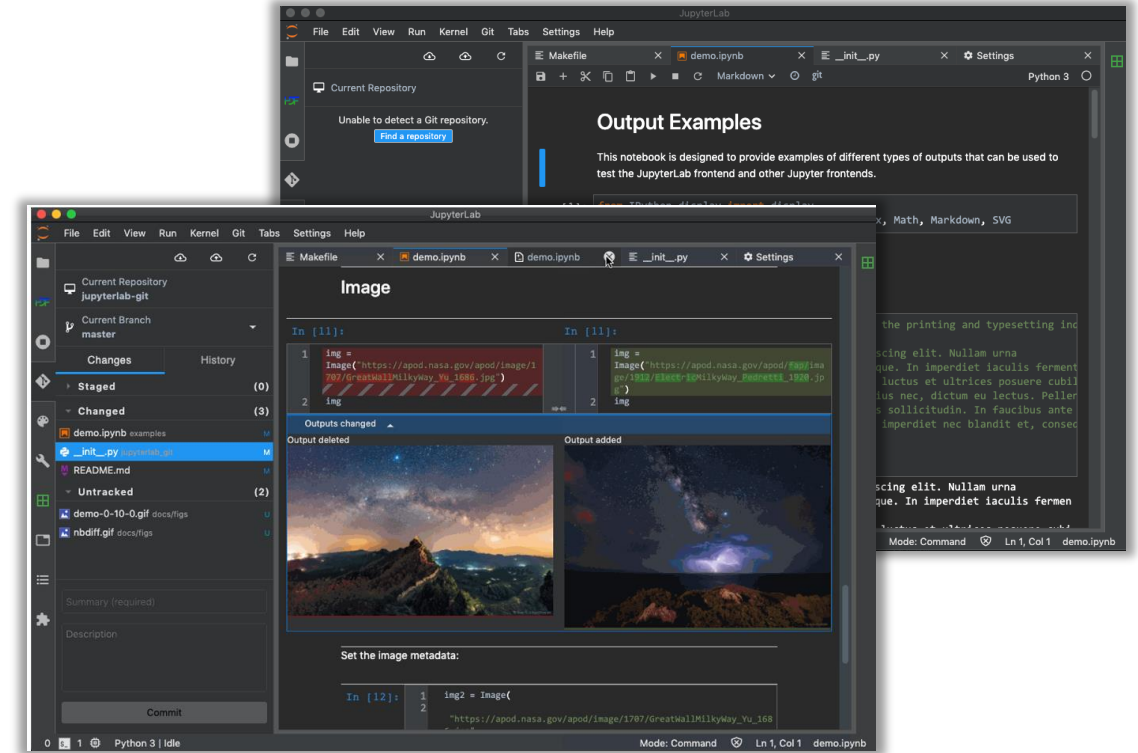 JupyterLab
File Edit View Run Kernel Git Tabs Settings Help
Makefile demo.ipynb __init__.py Settings
Markdown git Python 3
Current Repository
Unable to detect a Git repository.
Find a repository
Output Examples
This notebook is designed to provide examples of different types of outputs that can be used to
test the JupyterLab frontend and other Jupyter frontends.
x, Math, Markdown, SVG
the printing and typesetting ind
scing elit. Nullam urna
que. In imperdiet iaculis ferment
luctus et ultrices posuere cubil
ius nec, dictum eu lectus. Pellen
s sollicitudin. In faucibus ante
imperdiet nec blandit et, consec
scing elit. Nullam urna
que. In imperdiet iaculis fermen
Mode: Command Ln 1, Col 1 demo.ipynb
JupyterLab
File Edit View Run Kernel Git Tabs Settings Help
Makefile demo.ipynb demo.ipynb __init__.py Settings
Current Repository
jupyterlab-git
Current Branch
master
Changes History
Staged (0)
Changed (3)
demo.ipynb examples M
__init__.py jupyterlab_git M
README.md M
Untracked (2)
demo-0-10-0.gif docs/figs U
nbdiff.gif docs/figs U
Summary (required)
Description
Commit
Image
In [11]: In [11]:
1 img =
Image("https://apod.nasa.gov/apod/image/1
707/GreatWallMilkyWay_Yu_1686.jpg")
2 img
1 img =
Image("https://apod.nasa.gov/apod/fap/ima
ge/1912/ElectricMilkyWay_Pedretti_1920.jp
g")
2 img
Outputs changed
Output deleted Output added
Set the image metadata:
In [12]: 1 img2 = Image(
2
"https://apod.nasa.gov/apod/image/1707/GreatWallMilkyWay_Yu_168
0 1 Python 3 | Idle Mode: Command Ln 1, Col 1 demo.ipynb